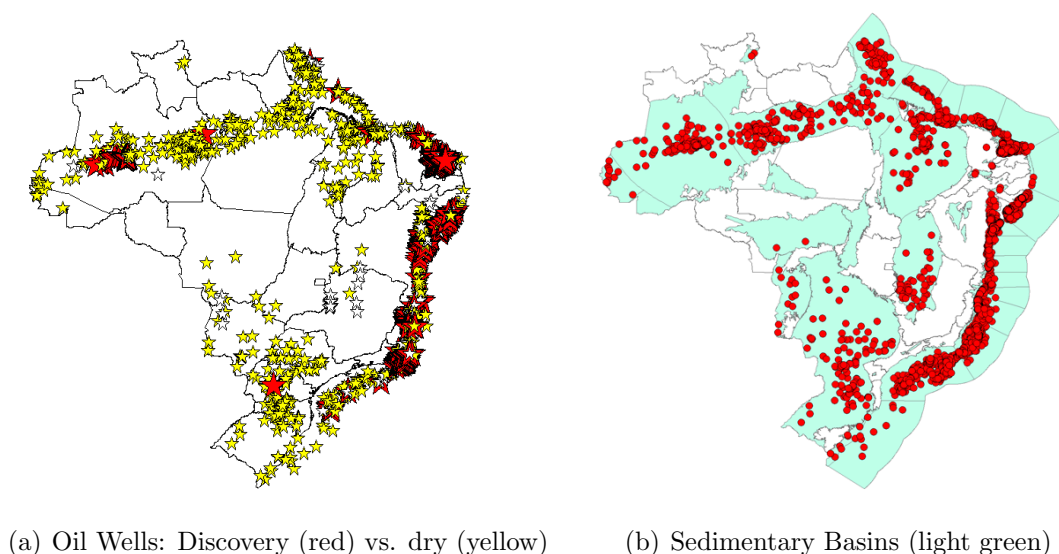 (a) Oil Wells: Discovery (red) vs. dry (yellow)
(b) Sedimentary Basins (light green)